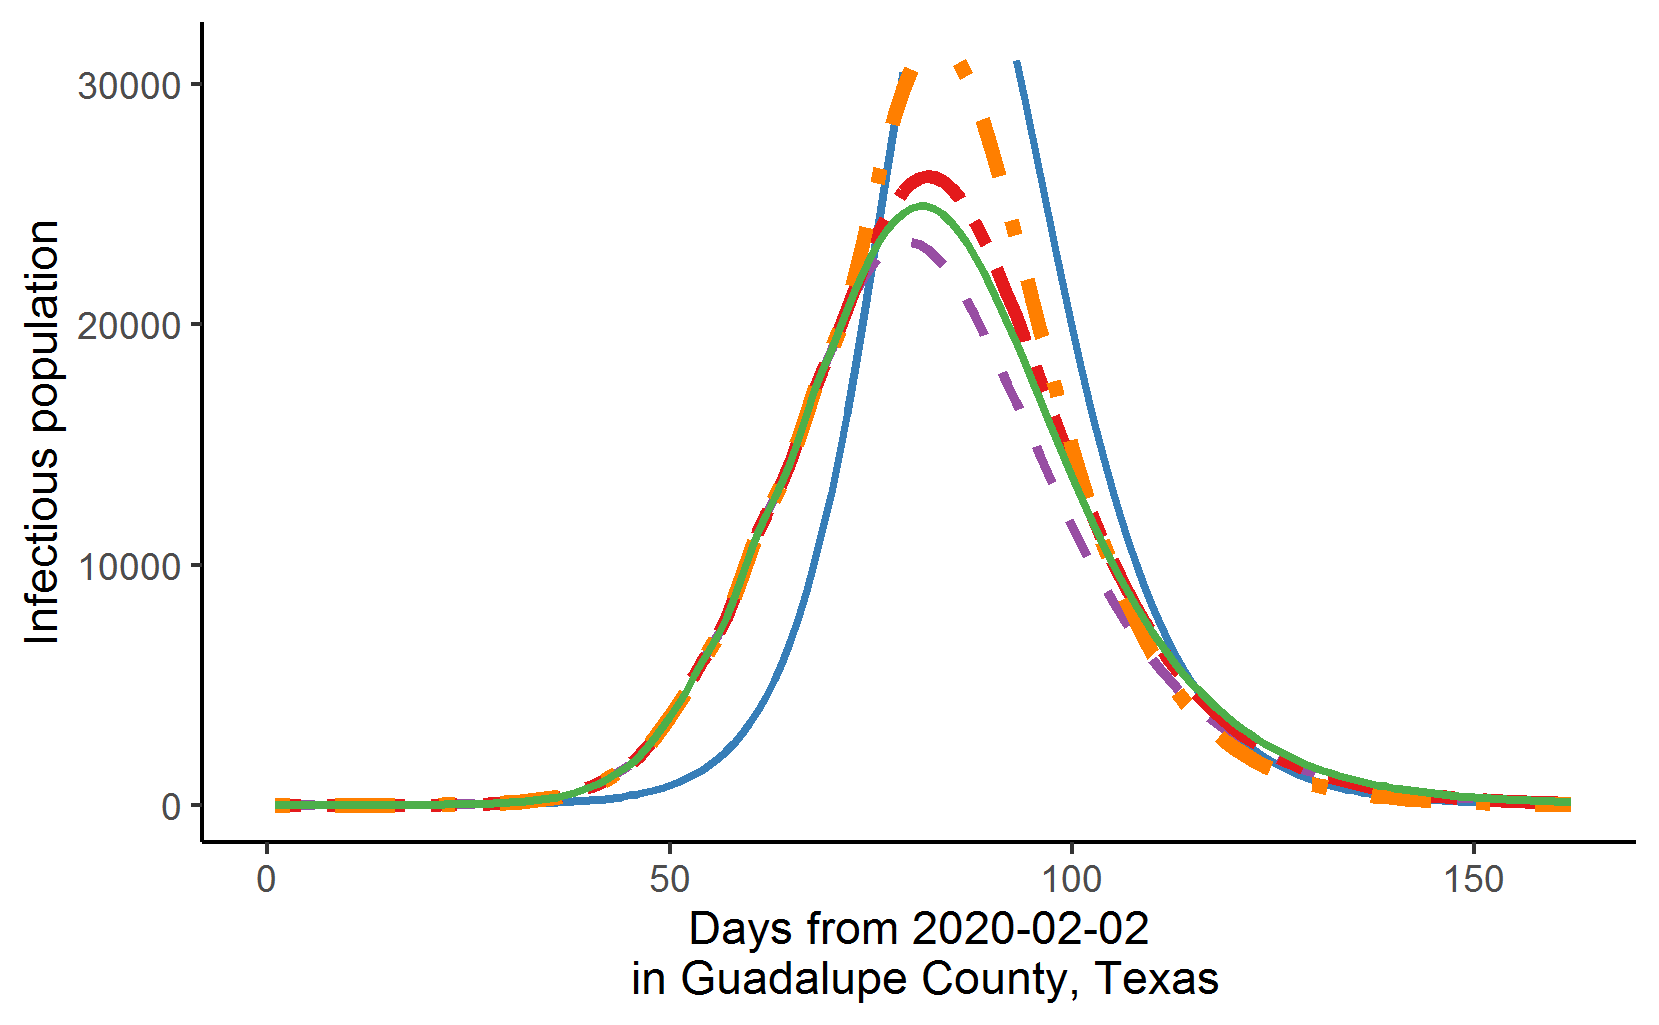 Infectious population
30000
20000
10000
0
0 50 100 150
Days from 2020-02-02
in Guadalupe County, Texas